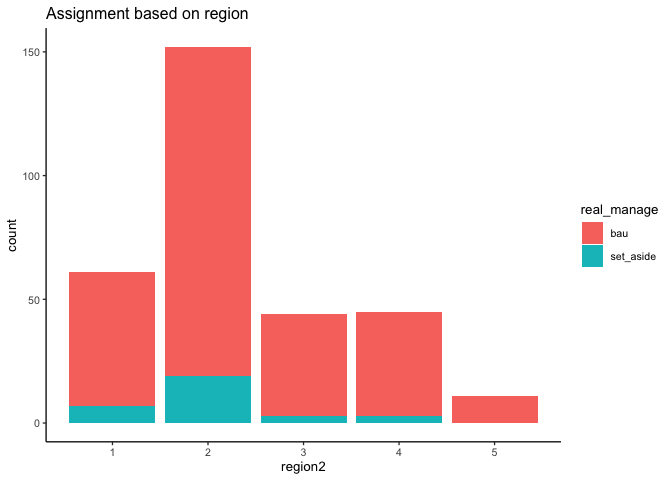 Assignment based on region
150
100
50
0
count
1
2
3
4
5
region2
real_manage
bau
set_aside